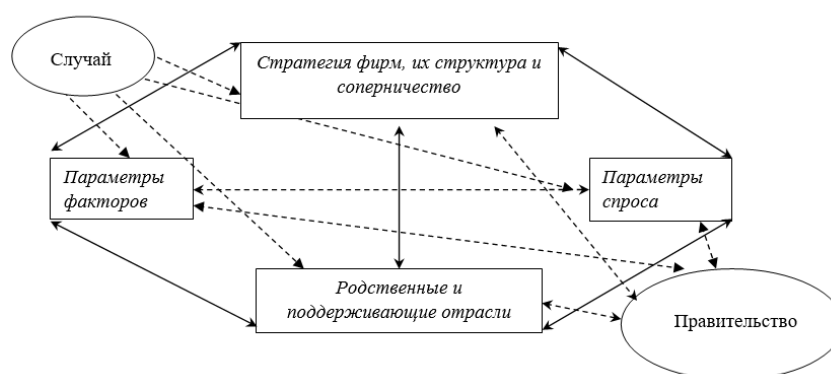 Случай
Стратегия фирм, их структура и
соперничество
Параметры
факторов
Параметры
спроса
Родственные и
поддерживающие отрасли
Правительство